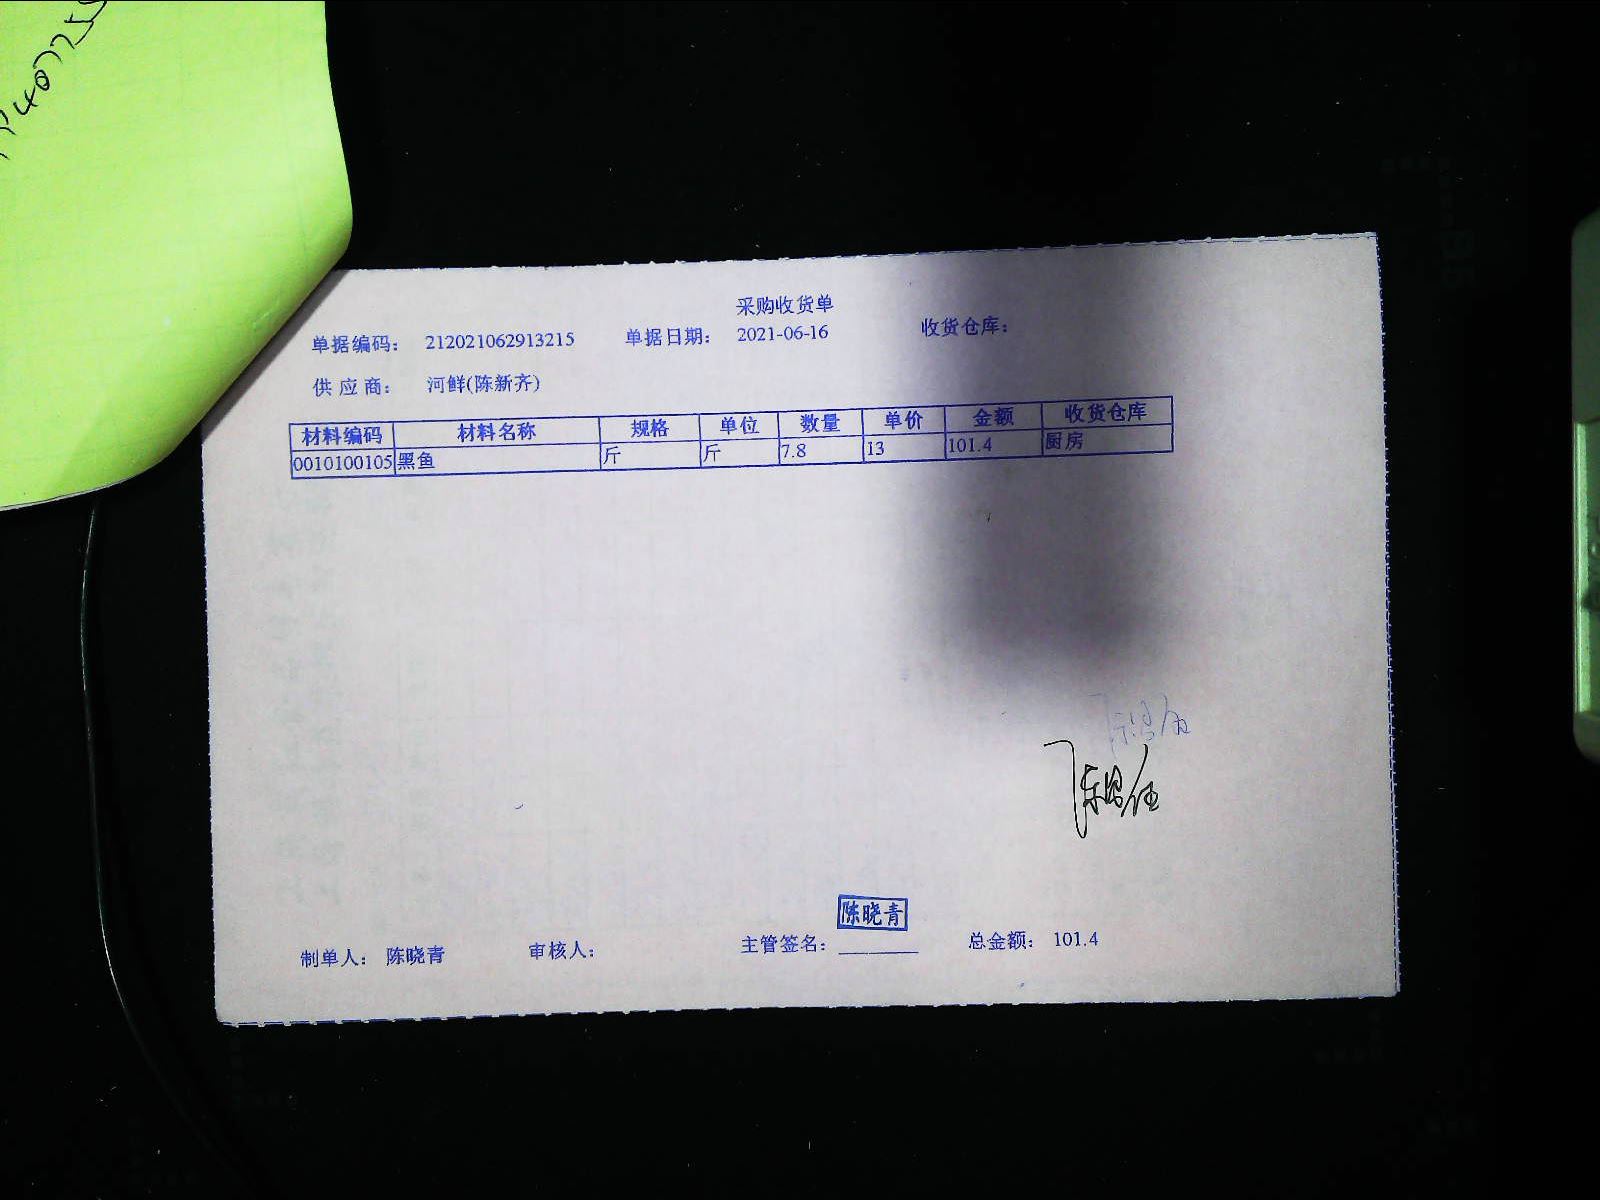 采购收货单
单据编码： 212021062913215 单据日期： 2021-06-16 收货仓库：
供 应 商： 河鲜(陈新齐)
材料编码 材料名称 规格 单位 数量 单价 金额 收货仓库
0010100105 黑鱼 斤 斤 7.8 13 101.4 厨房
陈晓青
制单人： 陈晓青 审核人： 主管签名： 总金额： 101.4